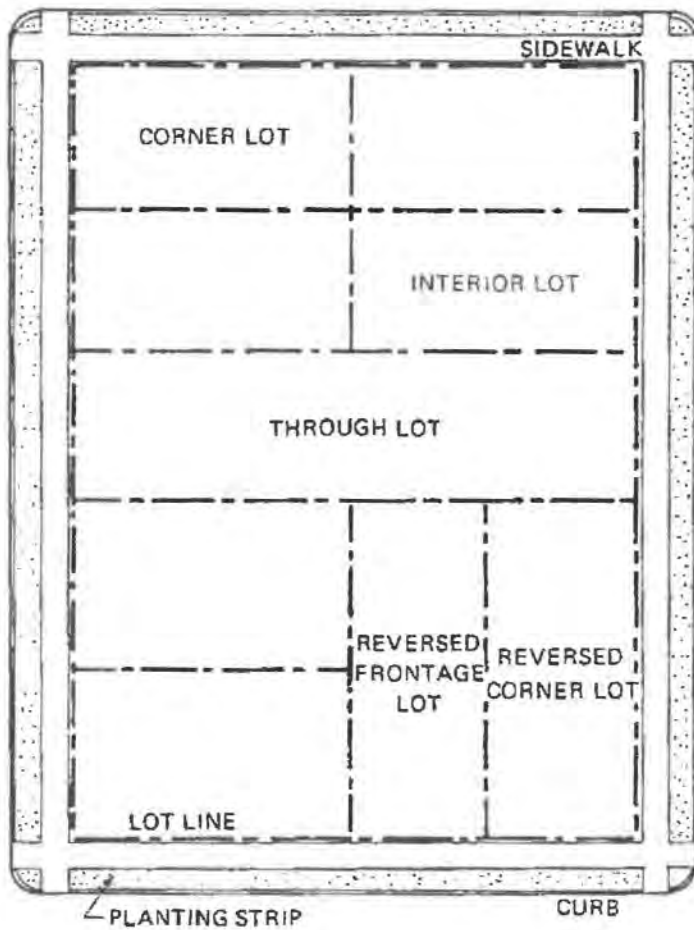 SIDEWALK
CORNER LOT
INTERIOR LOT
THROUGH LOT
REVERSED
FRONTAGE
LOT
REVERSED
CORNER LOT
LOT LINE
PLANTING STRIP
CURB